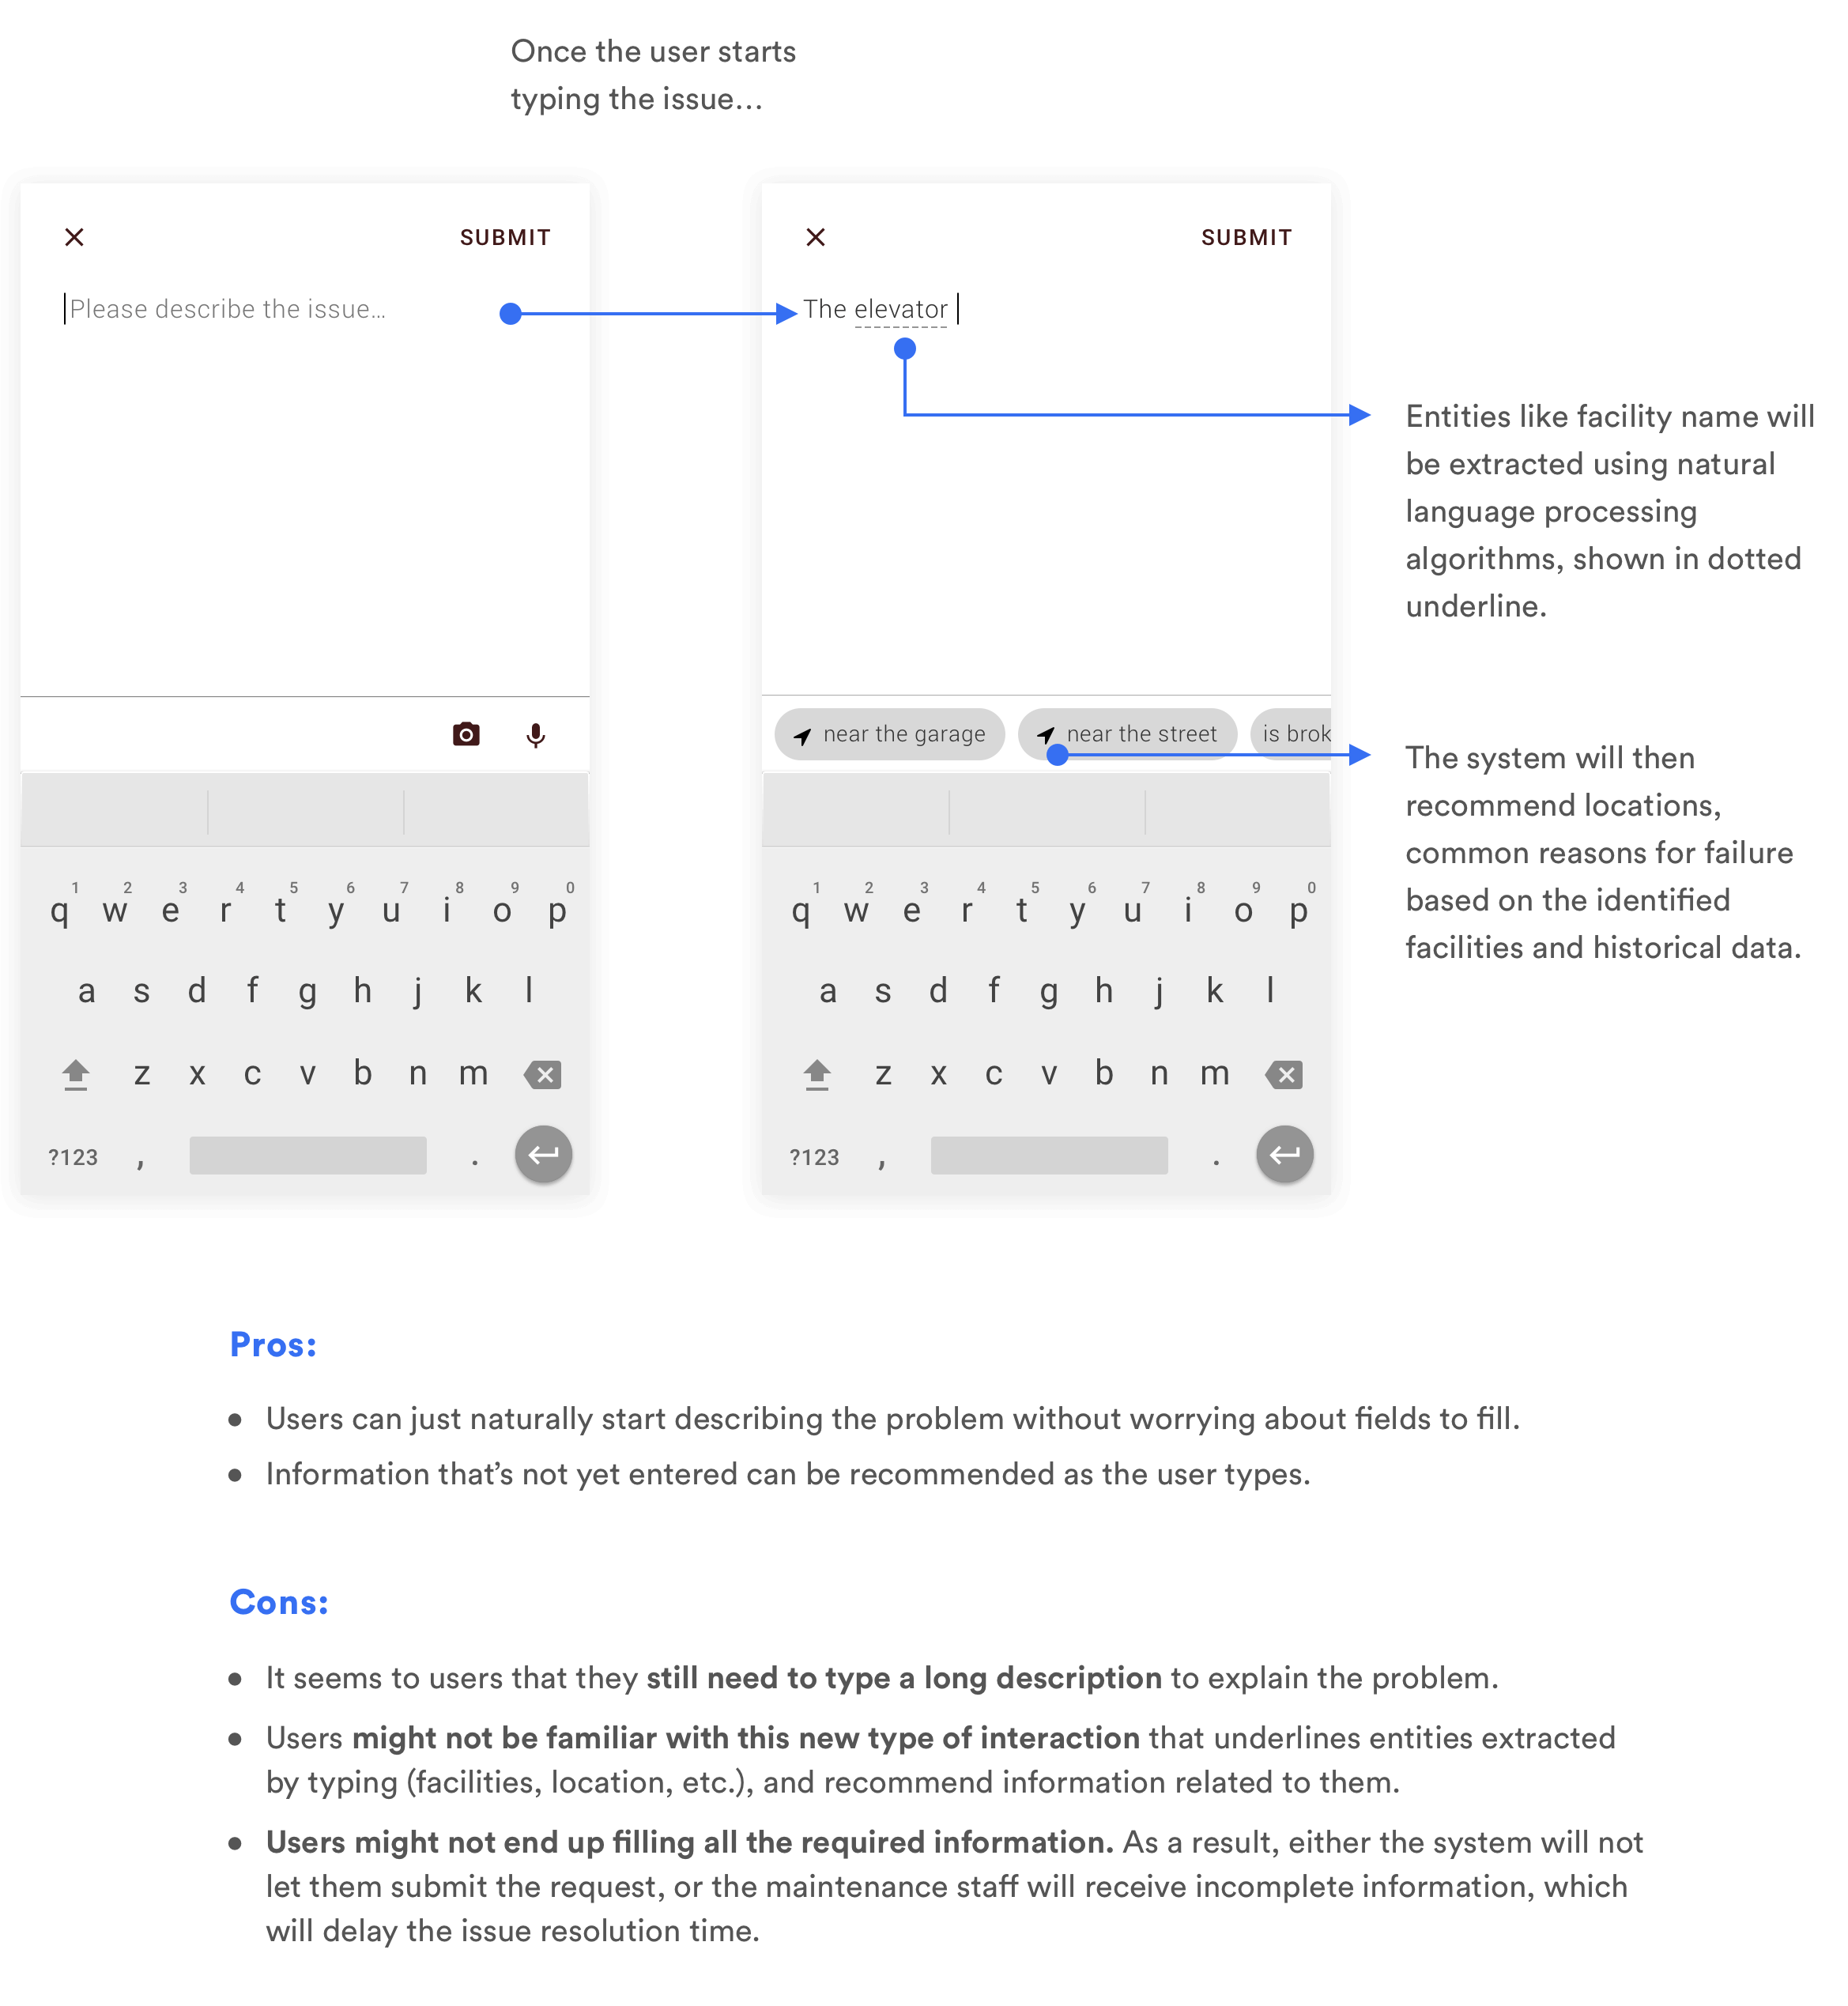 Once the user starts
typing the issue…
SUBMIT
Please describe the issue...
1 2 3 4 5 6 7 8 9 0
q w e r t y u i o p
a s d f g h j k l
z x c v b n m
?123 , .
SUBMIT
The elevator
near the garage near the street is brok
1 2 3 4 5 6 7 8 9 0
q w e r t y u i o p
a s d f g h j k l
z x c v b n m
?123 , .
Entities like facility name will
be extracted using natural
language processing
algorithms, shown in dotted
underline.
The system will then
recommend locations,
common reasons for failure
based on the identified
facilities and historical data.
Pros:
● Users can just naturally start describing the problem without worrying about fields to fill.
● Information that’s not yet entered can be recommended as the user types.
Cons:
● It seems to users that they still need to type a long description to explain the problem.
● Users might not be familiar with this new type of interaction that underlines entities extracted
by typing (facilities, location, etc.), and recommend information related to them.
● Users might not end up filling all the required information. As a result, either the system will not
let them submit the request, or the maintenance staff will receive incomplete information, which
will delay the issue resolution time.